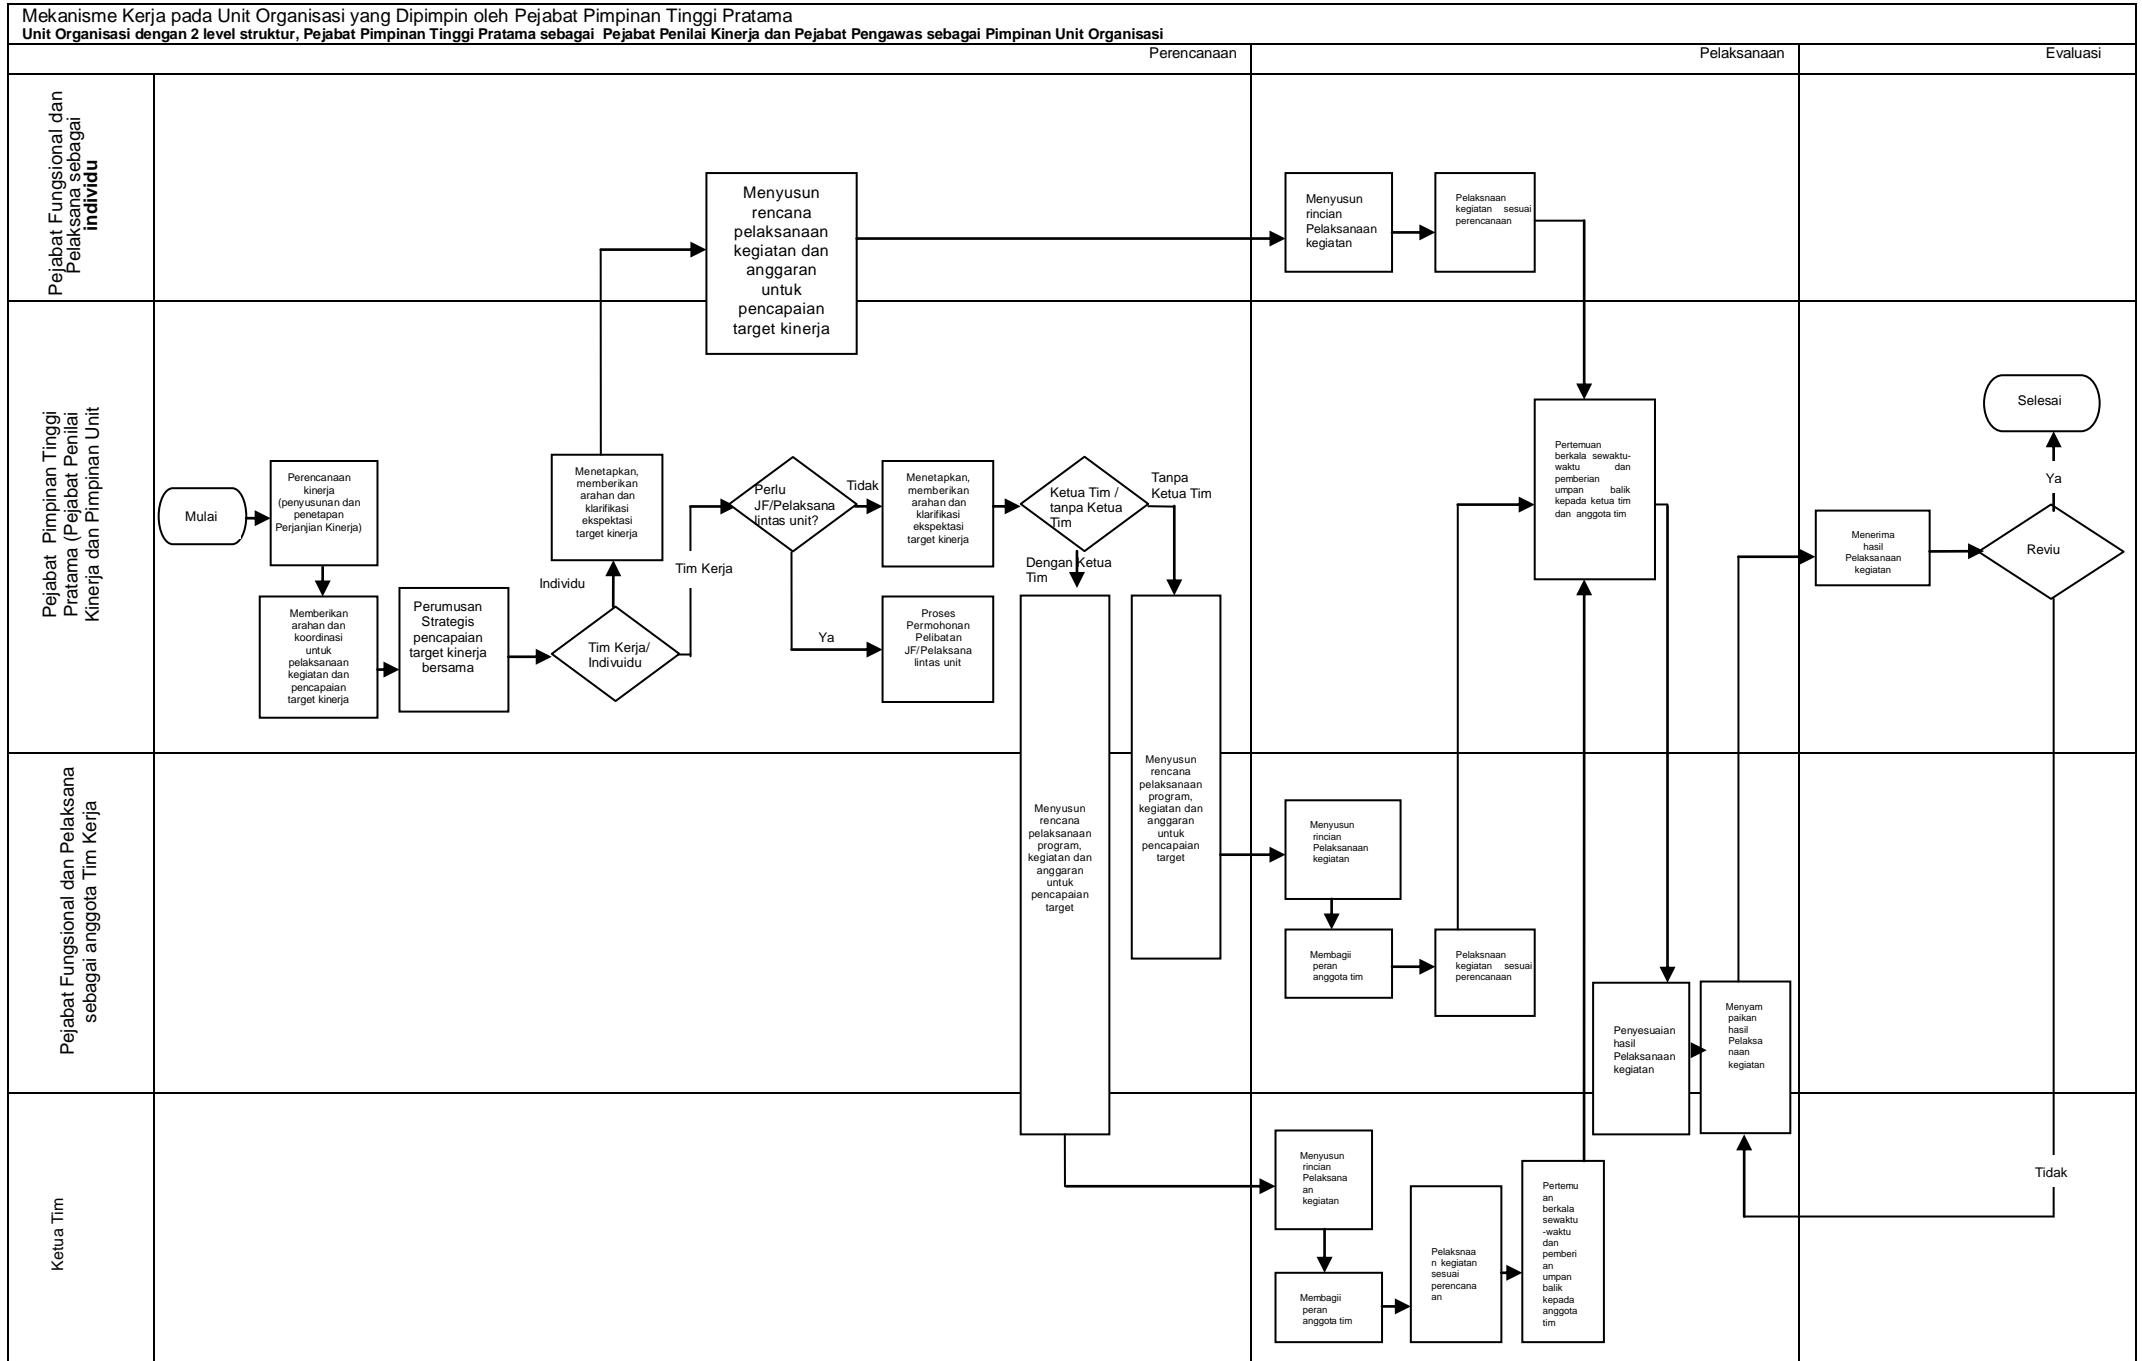 Mekanisme Kerja pada Unit Organisasi yang Dipimpin oleh Pejabat Pimpinan Tinggi Pratama
Unit Organisasi dengan 2 level struktur, Pejabat Pimpinan Tinggi Pratama sebagai Pejabat Penilai Kinerja dan Pejabat Pengawas sebagai Pimpinan Unit Organisasi
Perencanaan
Pelaksanaan
Evaluasi
Pejabat Fungsional dan
Pelaksana sebagai
individu
Menyusun
rencana
pelaksanaan
kegiatan dan
anggaran
untuk
pencapaian
target kinerja
Menyusun
rincian
Pelaksanaan
kegiatan
Pelaksnaan
kegiatan sesuai
perencanaan
Pejabat Pimpinan Tinggi
Pratama (Pejabat Penilai
Kinerja dan Pimpinan Unit
Mulai
Perencanaan
kinerja
(penyusunan dan
penetapan
Perjanjian Kinerja)
Memberikan
arahan dan
koordinasi
untuk
pelaksanaan
kegiatan dan
pencapaian
target kinerja
Perumusan
Strategis
pencapaian
target kinerja
bersama
Tim Kerja/
Indivuidu
Individu
Menetapkan,
memberikan
arahan dan
klarifikasi
ekspektasi
target kinerja
Tim Kerja
Perlu
JF/Pelaksana
lintas unit?
Tidak
Menetapkan,
memberikan
arahan dan
klarifikasi
ekspektasi
target kinerja
Ya
Proses
Permohonan
Pelibatan
JF/Pelaksana
lintas unit
Ketua Tim /
tanpa Ketua
Tim
Tanpa
Ketua Tim
Dengan Ketua
Tim
Pertemuan
berkala sewaktu-
waktu dan
pemberian
umpan balik
kepada ketua tim
dan anggota tim
Menerima
hasil
Pelaksanaan
kegiatan
Reviu
Ya
Selesai
Tidak
Pejabat Fungsional dan Pelaksana
sebagai anggota Tim Kerja
Menyusun
rencana
pelaksanaan
program,
kegiatan dan
anggaran
untuk
pencapaian
target
Menyusun
rencana
pelaksanaan
program,
kegiatan dan
anggaran
untuk
pencapaian
target
Menyusun
rincian
Pelaksanaan
kegiatan
Membagii
peran
anggota tim
Pelaksnaan
kegiatan sesuai
perencanaan
Penyesuaian
hasil
Pelaksanaan
kegiatan
Menyam
paikan
hasil
Pelaksa
naan
kegiatan
Ketua Tim
Menyusun
rincian
Pelaksana
an
kegiatan
Membagii
peran
anggota tim
Pelaksnaa
n kegiatan
sesuai
perencana
an
Pertemu
an
berkala
sewaktu
-waktu
dan
pemberi
an
umpan
balik
kepada
anggota
tim